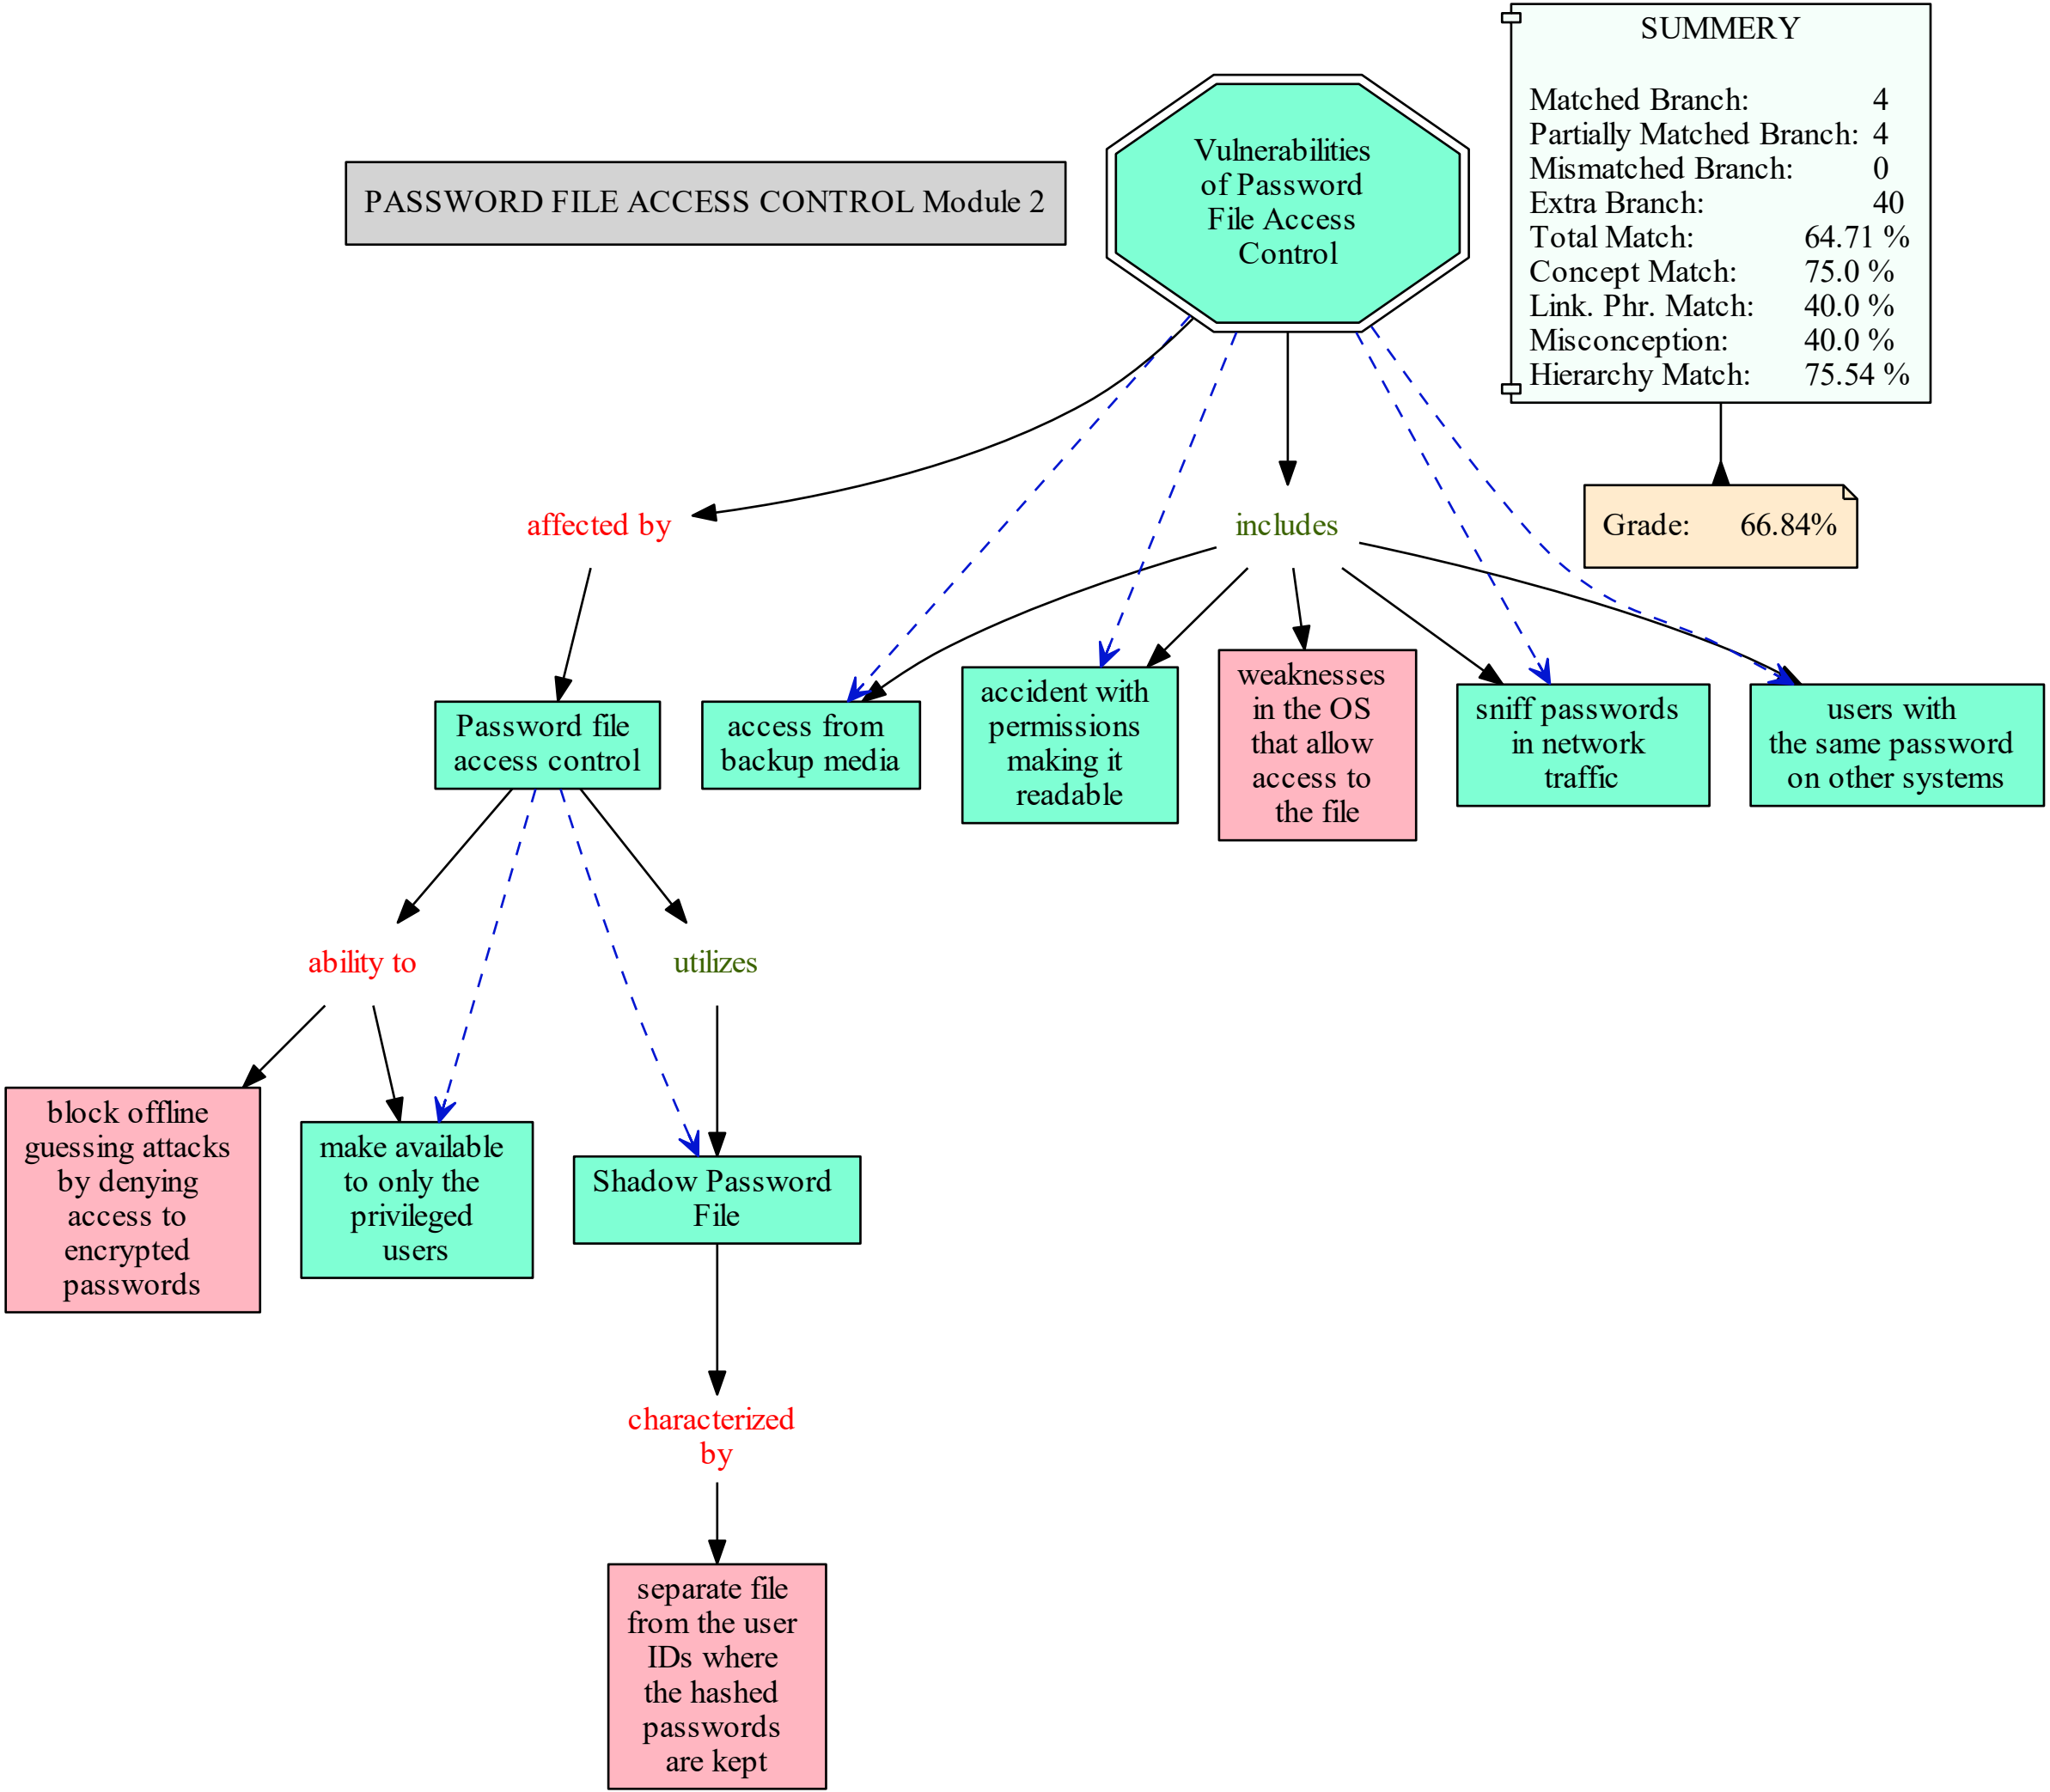 SUMMERY
Matched Branch: 4
Partially Matched Branch: 4
Mismatched Branch: 0
Extra Branch: 40
Total Match: 64.71 %
Concept Match: 75.0 %
Link. Phr. Match: 40.0 %
Misconception: 40.0 %
Hierarchy Match: 75.54 %
PASSWORD FILE ACCESS CONTROL Module 2
Vulnerabilities
of Password
File Access
Control
Grade: 66.84%
affected by
includes
Password file
access control
access from
backup media
accident with
permissions
making it
readable
weaknesses
in the OS
that allow
access to
the file
sniff passwords
in network
traffic
users with
the same password
on other systems
ability to
utilizes
block offline
guessing attacks
by denying
access to
encrypted
passwords
make available
to only the
privileged
users
Shadow Password
File
characterized
by
separate file
from the user
IDs where
the hashed
passwords
are kept